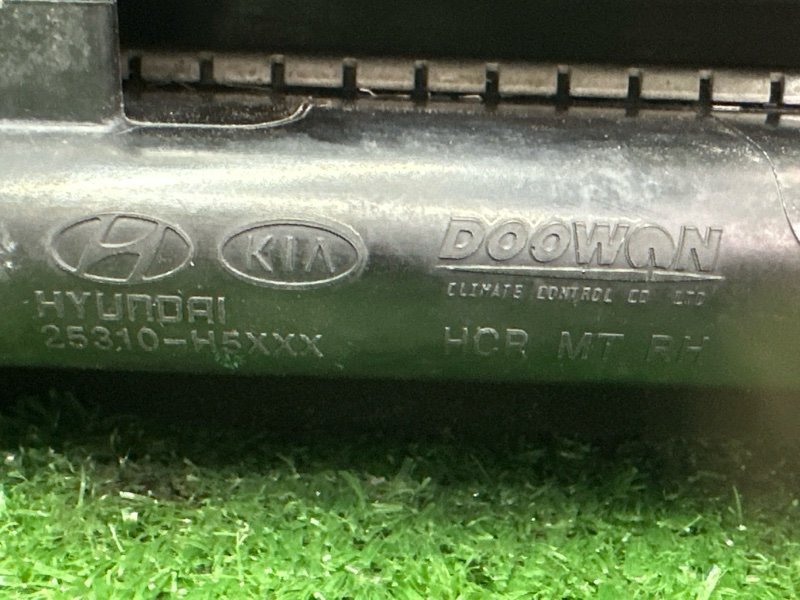 KIA
HYUNDAI
25310-H5XXX
DOOWON
CLIMATE CONTROL CO LTD
HCR MT RH